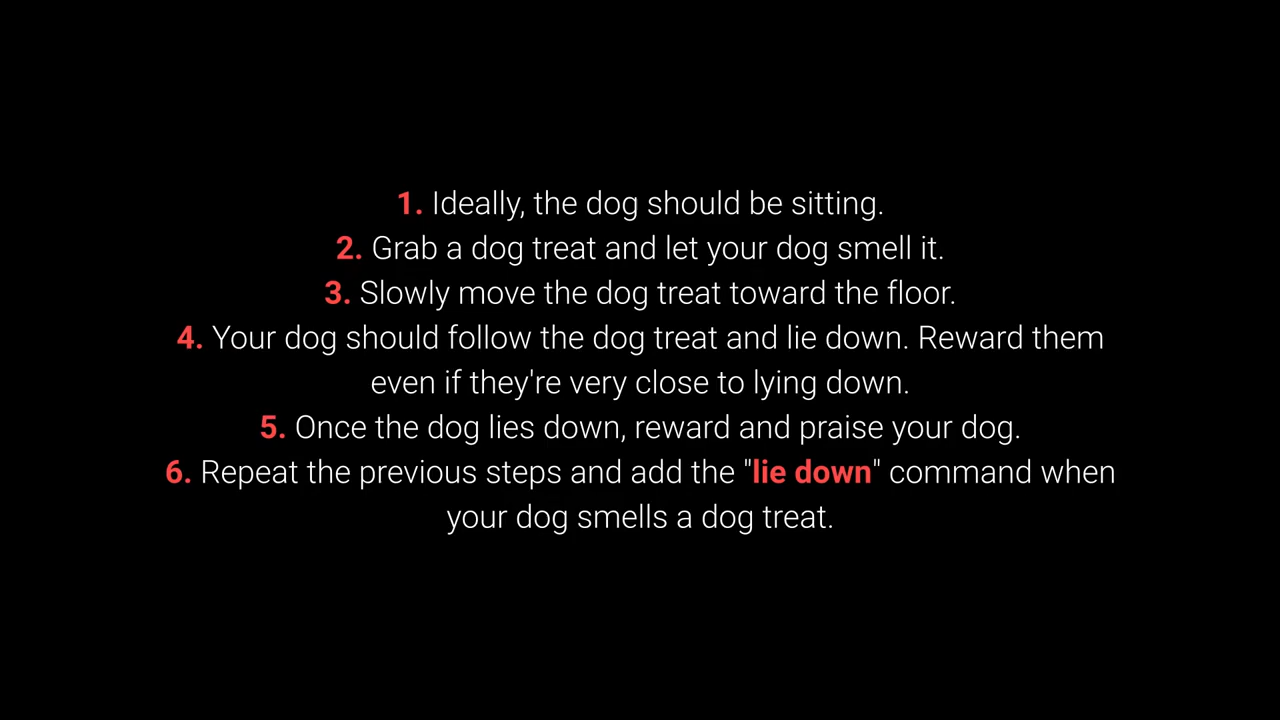 1. Ideally, the dog should be sitting.
2. Grab a dog treat and let your dog smell it.
3. Slowly move the dog treat toward the floor.
4. Your dog should follow the dog treat and lie down. Reward them
even if they're very close to lying down.
5. Once the dog lies down, reward and praise your dog.
6. Repeat the previous steps and add the "lie down" command when
your dog smells a dog treat.